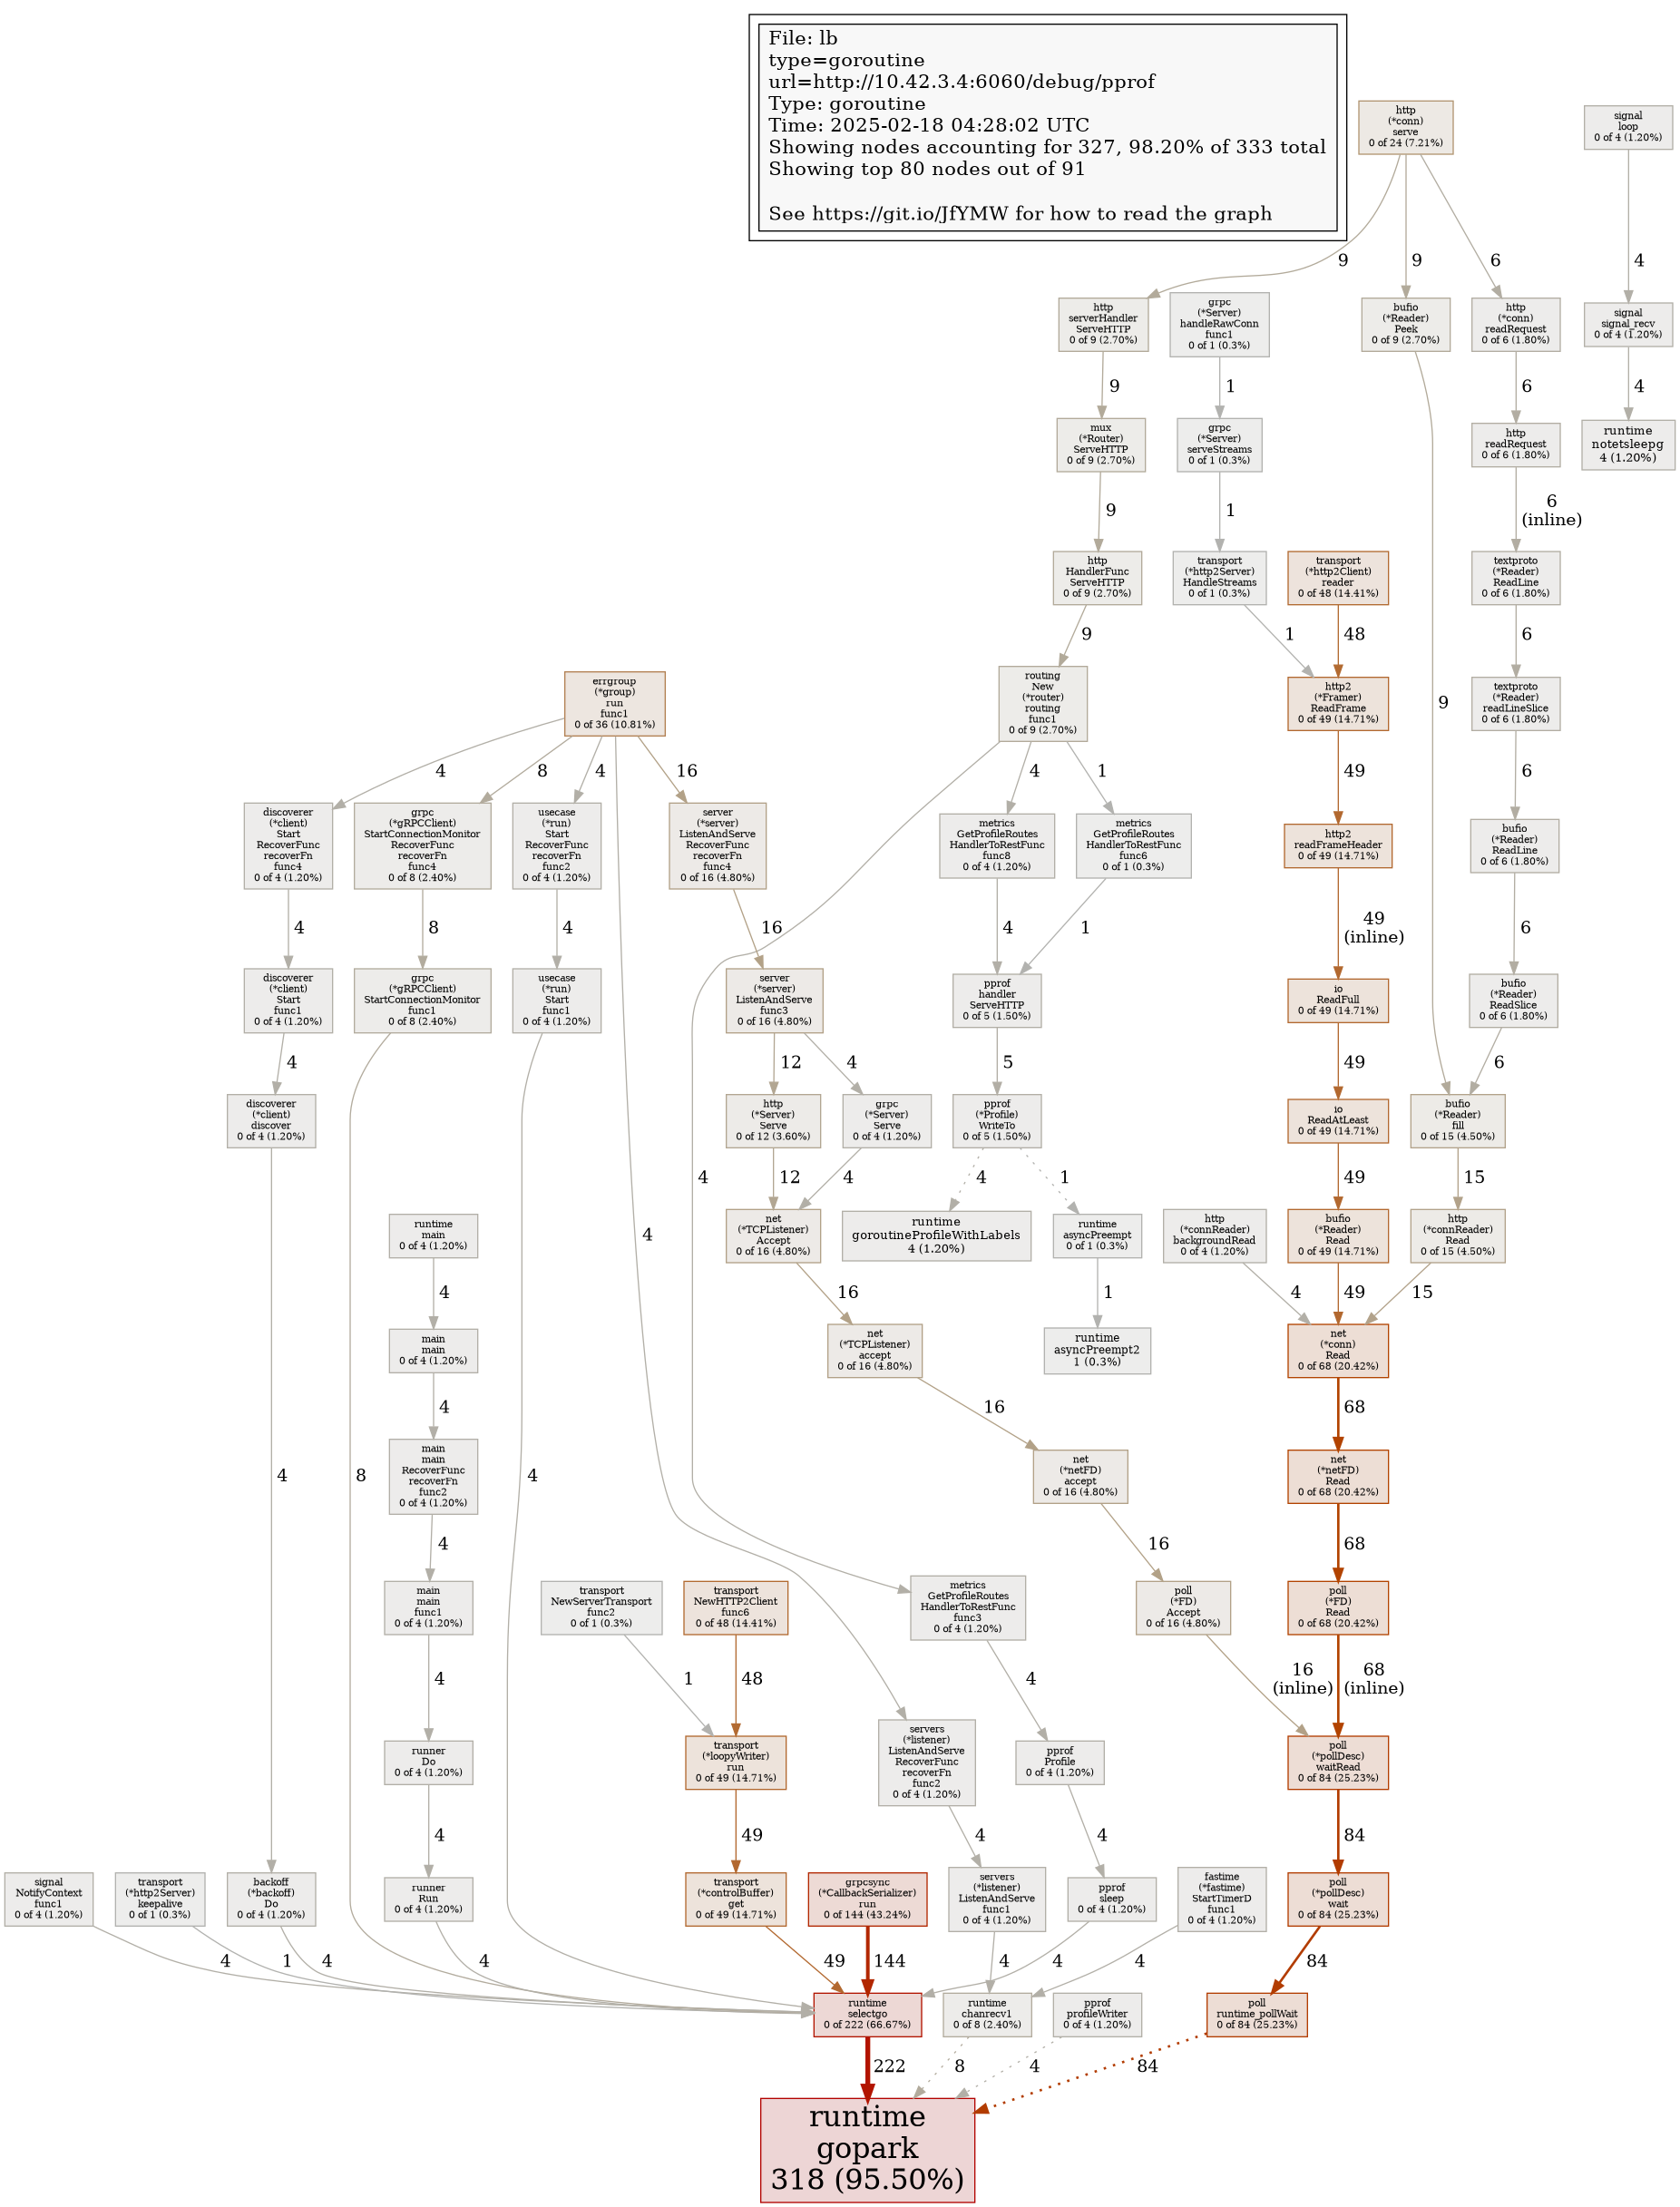 File: lb
type=goroutine
url=http://10.42.3.4:6060/debug/pprof
Type: goroutine
Time: 2025-02-18 04:28:02 UTC
Showing nodes accounting for 327, 98.20% of 333 total
Showing top 80 nodes out of 91
See https://git.io/JfYMW for how to read the graph
http
(*conn)
serve
0 of 24 (7.21%)
signal
loop
0 of 4 (1.20%)
9
9
6
4
http
serverHandler
ServeHTTP
0 of 9 (2.70%)
grpc
(*Server)
handleRawConn
func1
0 of 1 (0.3%)
bufio
(*Reader)
Peek
0 of 9 (2.70%)
http
(*conn)
readRequest
0 of 6 (1.80%)
signal
signal_recv
0 of 4 (1.20%)
9
1
6
4
mux
(*Router)
ServeHTTP
0 of 9 (2.70%)
grpc
(*Server)
serveStreams
0 of 1 (0.3%)
http
readRequest
0 of 6 (1.80%)
runtime
notetsleepg
4 (1.20%)
9
1
6
(inline)
http
HandlerFunc
ServeHTTP
0 of 9 (2.70%)
transport
(*http2Server)
HandleStreams
0 of 1 (0.3%)
transport
(*http2Client)
reader
0 of 48 (14.41%)
textproto
(*Reader)
ReadLine
0 of 6 (1.80%)
9
1
48
6
errgroup
(*group)
run
func1
0 of 36 (10.81%)
routing
New
(*router)
routing
func1
0 of 9 (2.70%)
http2
(*Framer)
ReadFrame
0 of 49 (14.71%)
9
textproto
(*Reader)
readLineSlice
0 of 6 (1.80%)
4
8
4
16
4
1
49
6
discoverer
(*client)
Start
RecoverFunc
recoverFn
func4
0 of 4 (1.20%)
grpc
(*gRPCClient)
StartConnectionMonitor
RecoverFunc
recoverFn
func4
0 of 8 (2.40%)
usecase
(*run)
Start
RecoverFunc
recoverFn
func2
0 of 4 (1.20%)
server
(*server)
ListenAndServe
RecoverFunc
recoverFn
func4
0 of 16 (4.80%)
metrics
GetProfileRoutes
HandlerToRestFunc
func8
0 of 4 (1.20%)
metrics
GetProfileRoutes
HandlerToRestFunc
func6
0 of 1 (0.3%)
http2
readFrameHeader
0 of 49 (14.71%)
bufio
(*Reader)
ReadLine
0 of 6 (1.80%)
4
8
4
16
4
1
49
(inline)
6
discoverer
(*client)
Start
func1
0 of 4 (1.20%)
grpc
(*gRPCClient)
StartConnectionMonitor
func1
0 of 8 (2.40%)
usecase
(*run)
Start
func1
0 of 4 (1.20%)
server
(*server)
ListenAndServe
func3
0 of 16 (4.80%)
pprof
handler
ServeHTTP
0 of 5 (1.50%)
io
ReadFull
0 of 49 (14.71%)
bufio
(*Reader)
ReadSlice
0 of 6 (1.80%)
4
12
4
5
49
6
discoverer
(*client)
discover
0 of 4 (1.20%)
http
(*Server)
Serve
0 of 12 (3.60%)
grpc
(*Server)
Serve
0 of 4 (1.20%)
pprof
(*Profile)
WriteTo
0 of 5 (1.50%)
io
ReadAtLeast
0 of 49 (14.71%)
bufio
(*Reader)
fill
0 of 15 (4.50%)
4
12
4
4
1
49
15
runtime
main
0 of 4 (1.20%)
4
net
(*TCPListener)
Accept
0 of 16 (4.80%)
runtime
goroutineProfileWithLabels
4 (1.20%)
runtime
asyncPreempt
0 of 1 (0.3%)
http
(*connReader)
backgroundRead
0 of 4 (1.20%)
bufio
(*Reader)
Read
0 of 49 (14.71%)
http
(*connReader)
Read
0 of 15 (4.50%)
4
16
1
4
49
15
main
main
0 of 4 (1.20%)
net
(*TCPListener)
accept
0 of 16 (4.80%)
runtime
asyncPreempt2
1 (0.3%)
net
(*conn)
Read
0 of 68 (20.42%)
4
16
68
main
main
RecoverFunc
recoverFn
func2
0 of 4 (1.20%)
net
(*netFD)
accept
0 of 16 (4.80%)
net
(*netFD)
Read
0 of 68 (20.42%)
4
8
4
4
16
68
main
main
func1
0 of 4 (1.20%)
transport
NewServerTransport
func2
0 of 1 (0.3%)
transport
NewHTTP2Client
func6
0 of 48 (14.41%)
metrics
GetProfileRoutes
HandlerToRestFunc
func3
0 of 4 (1.20%)
poll
(*FD)
Accept
0 of 16 (4.80%)
poll
(*FD)
Read
0 of 68 (20.42%)
4
1
48
4
16
(inline)
68
(inline)
runner
Do
0 of 4 (1.20%)
transport
(*loopyWriter)
run
0 of 49 (14.71%)
servers
(*listener)
ListenAndServe
RecoverFunc
recoverFn
func2
0 of 4 (1.20%)
pprof
Profile
0 of 4 (1.20%)
poll
(*pollDesc)
waitRead
0 of 84 (25.23%)
4
49
4
4
84
signal
NotifyContext
func1
0 of 4 (1.20%)
transport
(*http2Server)
keepalive
0 of 1 (0.3%)
backoff
(*backoff)
Do
0 of 4 (1.20%)
runner
Run
0 of 4 (1.20%)
transport
(*controlBuffer)
get
0 of 49 (14.71%)
grpcsync
(*CallbackSerializer)
run
0 of 144 (43.24%)
servers
(*listener)
ListenAndServe
func1
0 of 4 (1.20%)
pprof
sleep
0 of 4 (1.20%)
fastime
(*fastime)
StartTimerD
func1
0 of 4 (1.20%)
poll
(*pollDesc)
wait
0 of 84 (25.23%)
4
1
4
4
49
144
4
4
4
84
runtime
selectgo
0 of 222 (66.67%)
runtime
chanrecv1
0 of 8 (2.40%)
pprof
profileWriter
0 of 4 (1.20%)
poll
runtime_pollWait
0 of 84 (25.23%)
222
8
4
84
runtime
gopark
318 (95.50%)